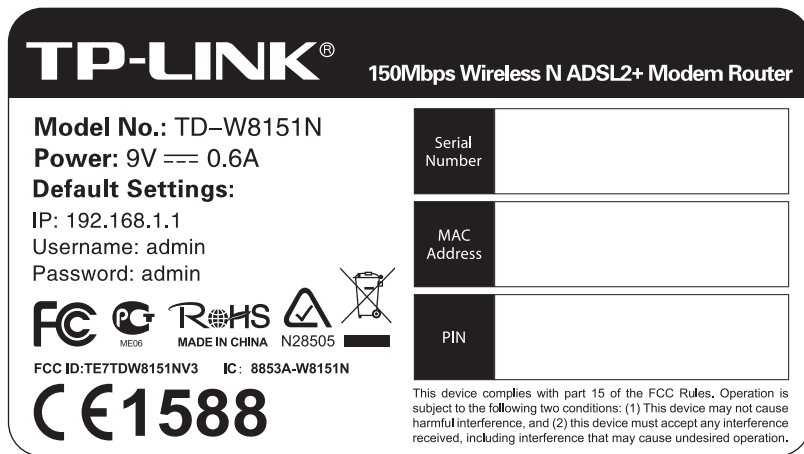 TP-LINK®
150Mbps Wireless N ADSL2+ Modem Router
Model No.: TD-W8151N
Power: 9V ⎓ 0.6A
Default Settings:
IP: 192.168.1.1
Username: admin
Password: admin
FC PCT RoHS
ME06 MADE IN CHINA N28505
FCC ID:TE7TDW8151NV3 IC: 8853A-W8151N
CE1588
Serial
Number
MAC
Address
PIN
This device complies with part 15 of the FCC Rules. Operation is
subject to the following two conditions: (1) This device may not cause
harmful interference, and (2) this device must accept any interference
received, including interference that may cause undesired operation.